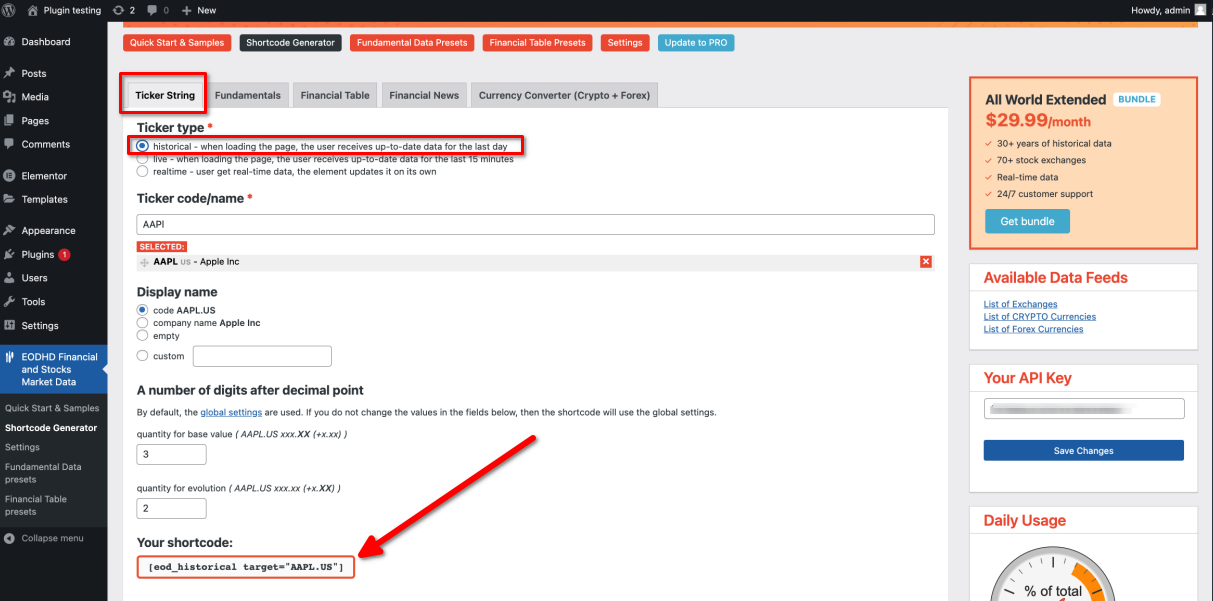 Plugin testing 2 0 New Howdy, admin
Dashboard
Posts
Media
Pages
Comments
Elementor
Templates
Appearance
Plugins 1
Users
Tools
Settings
EODHD Financial
and Stocks
Market Data
Quick Start & Samples
Shortcode Generator
Settings
Fundamental Data
presets
Financial Table
presets
Collapse menu
Quick Start & Samples Shortcode Generator Fundamental Data Presets Financial Table Presets Settings Update to PRO
Ticker String Fundamentals Financial Table Financial News Currency Converter (Crypto + Forex)
Ticker type *
historical - when loading the page, the user receives up-to-date data for the last day
live - when loading the page, the user receives up-to-date data for the last 15 minutes
realtime - user get real-time data, the element updates it on its own
Ticker code/name *
AAPl
SELECTED:
AAPL US - Apple Inc
Display name
code AAPL.US
company name Apple Inc
empty
custom
A number of digits after decimal point
By default, the global settings are used. If you do not change the values in the fields below, then the shortcode will use the global settings.
quantity for base value ( AAPL.US xxx.XX (+x.xx) )
3
quantity for evolution ( AAPL.US xxx.xx (+x.XX) )
2
Your shortcode:
[eod_historical target="AAPL.US"]
All World Extended BUNDLE
$29.99/month
30+ years of historical data
70+ stock exchanges
Real-time data
24/7 customer support
Get bundle
Available Data Feeds
List of Exchanges
List of CRYPTO Currencies
List of Forex Currencies
Your API Key
Save Changes
Daily Usage
% of total